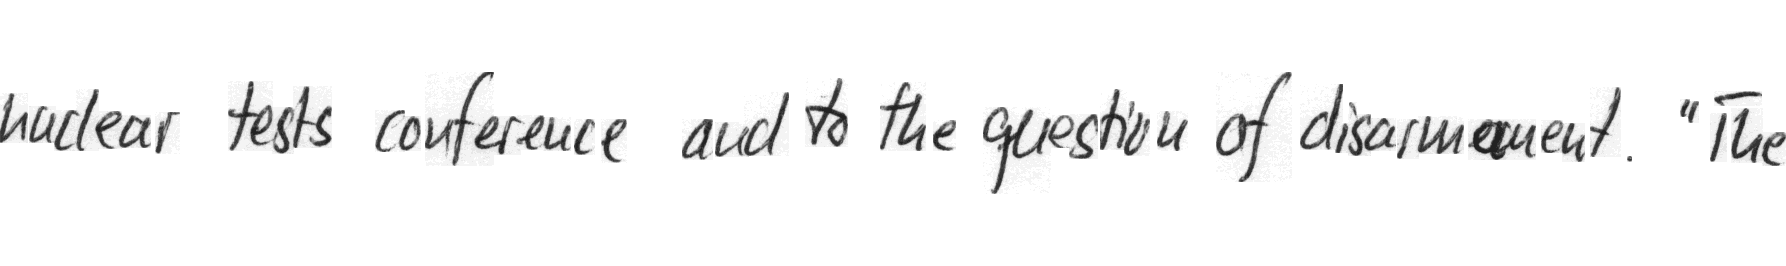 nuclear tests conference and to the question of disarmament. "The